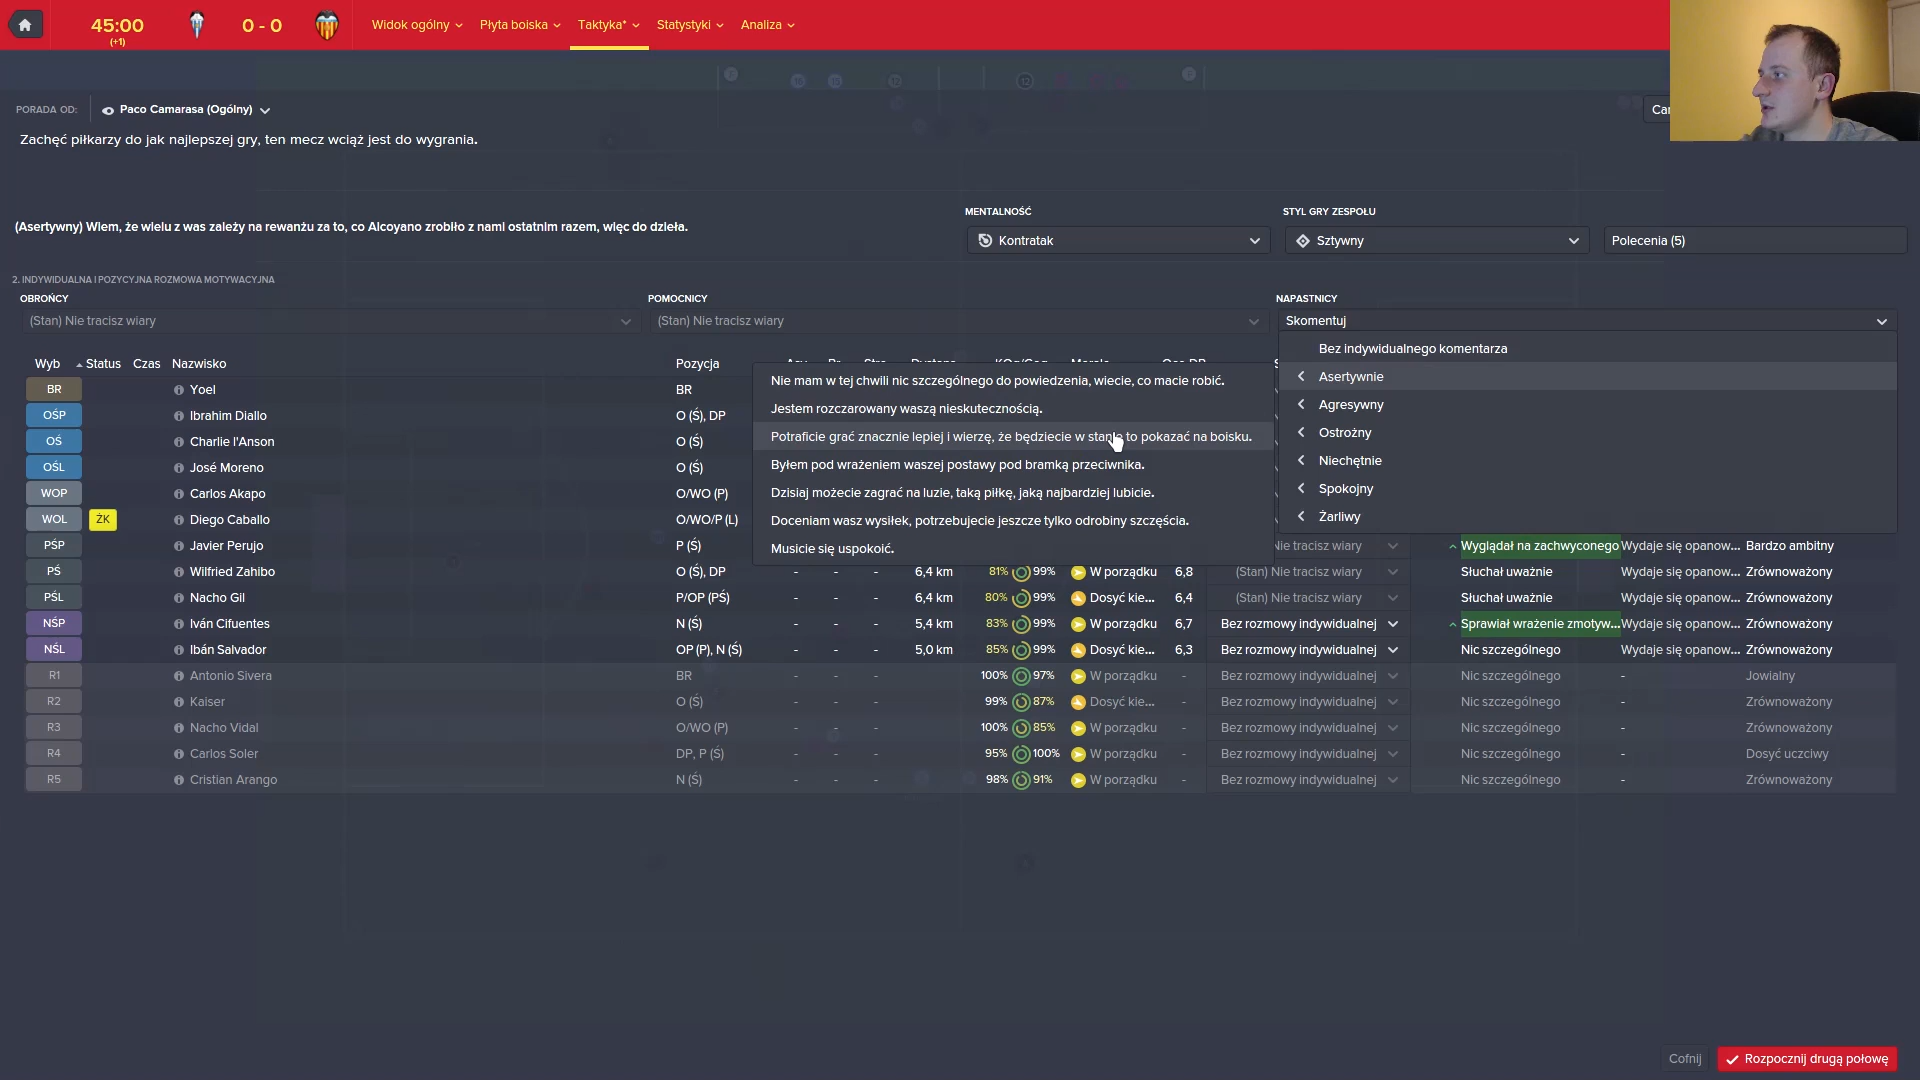 45:00
(+1)
0 - 0
Widok ogólny
Płyta boiska
Taktyka*
Statystyki
Analiza
PORADA OD:
Paco Camarasa (Ogólny)
Zachęć piłkarzy do jak najlepszej gry, ten mecz wciąż jest do wygrania.
(Asertywny) Wiem, że wielu z was zależy na rewanżu za to, co Alcoyano zrobiło z nami ostatnim razem, więc do dzieła.
MENTALNOŚĆ
Kontratak
STYL GRY ZESPOŁU
Sztywny
Polecenia (5)
2. INDYWIDUALNA I POZYCYJNA ROZMOWA MOTYWACYJNA
OBROŃCY
(Stan) Nie tracisz wiary
POMOCNICY
(Stan) Nie tracisz wiary
NAPASTNICY
Skomentuj
Bez indywidualnego komentarza
Asertywnie
Agresywny
Ostrożny
Niechętnie
Spokojny
Żarliwy
Nie mam w tej chwili nic szczególnego do powiedzenia, wiecie, co macie robić.
Jestem rozczarowany waszą nieskutecznością.
Potraficie grać znacznie lepiej i wierzę, że będziecie w stanie to pokazać na boisku.
Byłem pod wrażeniem waszej postawy pod bramką przeciwnika.
Dzisiaj możecie zagrać na luzie, taką piłkę, jaką najbardziej lubicie.
Doceniam wasz wysiłek, potrzebujecie jeszcze tylko odrobiny szczęścia.
Musicie się uspokoić.
Wyb Status Czas Nazwisko Pozycja
BR Yoel BR
OŚP Ibrahim Diallo O (Ś), DP
OŚ Charlie l'Anson O (Ś)
OŚL José Moreno O (Ś)
WOP Carlos Akapo O/WO (P)
WOL ŻK Diego Caballo O/WO/P (L)
PŚP Javier Perujo P (Ś) Nie tracisz wiary Wyglądał na zachwyconego Wydaje się opanow... Bardzo ambitny
PŚ Wilfried Zahibo O (Ś), DP - - - 6,4 km 81% 99% W porządku 6,8 (Stan) Nie tracisz wiary Słuchał uważnie Wydaje się opanow... Zrównoważony
PŚL Nacho Gil P/OP (PŚ) - - - 6,4 km 80% 99% Dosyć kie... 6,4 (Stan) Nie tracisz wiary Słuchał uważnie Wydaje się opanow... Zrównoważony
NŚP Iván Cifuentes N (Ś) - - - 5,4 km 83% 99% W porządku 6,7 Bez rozmowy indywidualnej Sprawiał wrażenie zmotyw... Wydaje się opanow... Zrównoważony
NŚL Ibán Salvador OP (P), N (Ś) - - - 5,0 km 85% 99% Dosyć kie... 6,3 Bez rozmowy indywidualnej Nic szczególnego Wydaje się opanow... Zrównoważony
R1 Antonio Sivera BR - - - 100% 97% W porządku - Bez rozmowy indywidualnej Nic szczególnego - Jowialny
R2 Kaiser O (Ś) - - - 99% 87% Dosyć kie... - Bez rozmowy indywidualnej Nic szczególnego - Zrównoważony
R3 Nacho Vidal O/WO (P) - - - 100% 85% W porządku - Bez rozmowy indywidualnej Nic szczególnego - Zrównoważony
R4 Carlos Soler DP, P (Ś) - - - 95% 100% W porządku - Bez rozmowy indywidualnej Nic szczególnego - Dosyć uczciwy
R5 Cristian Arango N (Ś) - - - 98% 91% W porządku - Bez rozmowy indywidualnej Nic szczególnego - Zrównoważony
Cofnij
Rozpocznij drugą połowę